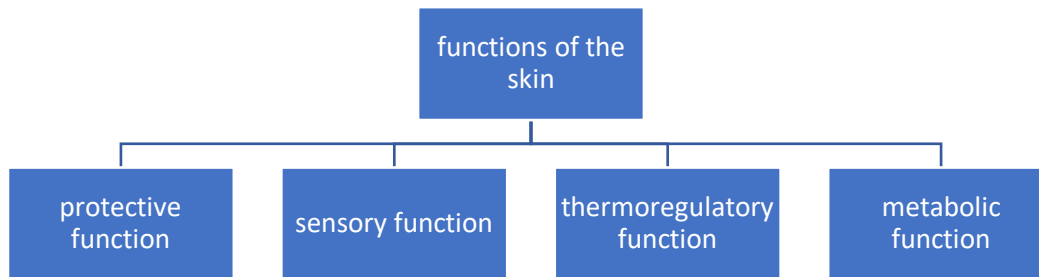 functions of the
skin
protective
function
sensory function
thermoregulatory
function
metabolic
function